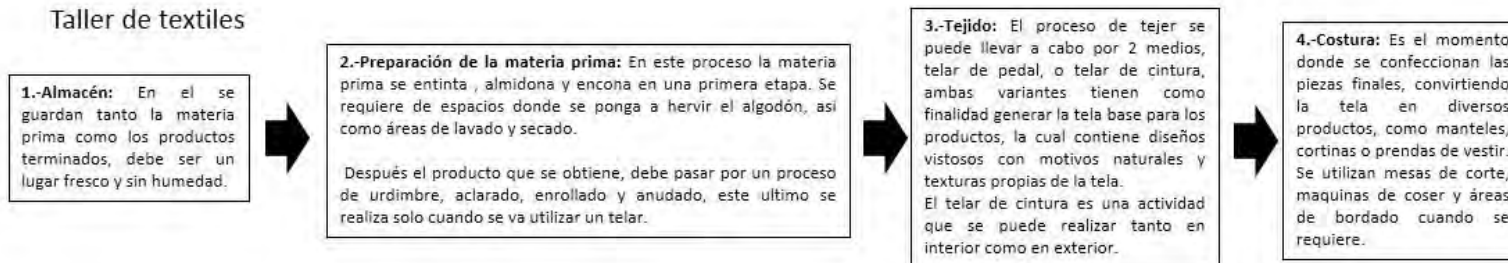 Taller de textiles
1.-Almacén: En el se
guardan tanto la materia
prima como los productos
terminados, debe ser un
lugar fresco y sin humedad.
2.-Preparación de la materia prima: En este proceso la materia
prima se entinta , almidona y encona en una primera etapa. Se
requiere de espacios donde se ponga a hervir el algodón, asi
como áreas de lavado y secado.
Después el producto que se obtiene, debe pasar por un proceso
de urdimbre, aclarado, enrollado y anudado, este ultimo se
realiza solo cuando se va utilizar un telar.
3.-Tejido: El proceso de tejer se
puede llevar a cabo por 2 medios,
telar de pedal, o telar de cintura,
ambas variantes tienen como
finalidad generar la tela base para los
productos, la cual contiene diseños
vistosos con motivos naturales y
texturas propias de la tela.
El telar de cintura es una actividad
que se puede realizar tanto en
interior como en exterior.
4.-Costura: Es el momento
donde se confeccionan las
piezas finales, convirtiendo
la tela en diversos
productos, como manteles,
cortinas o prendas de vestir.
Se utilizan mesas de corte,
maquinas de coser y áreas
de bordado cuando se
requiere.